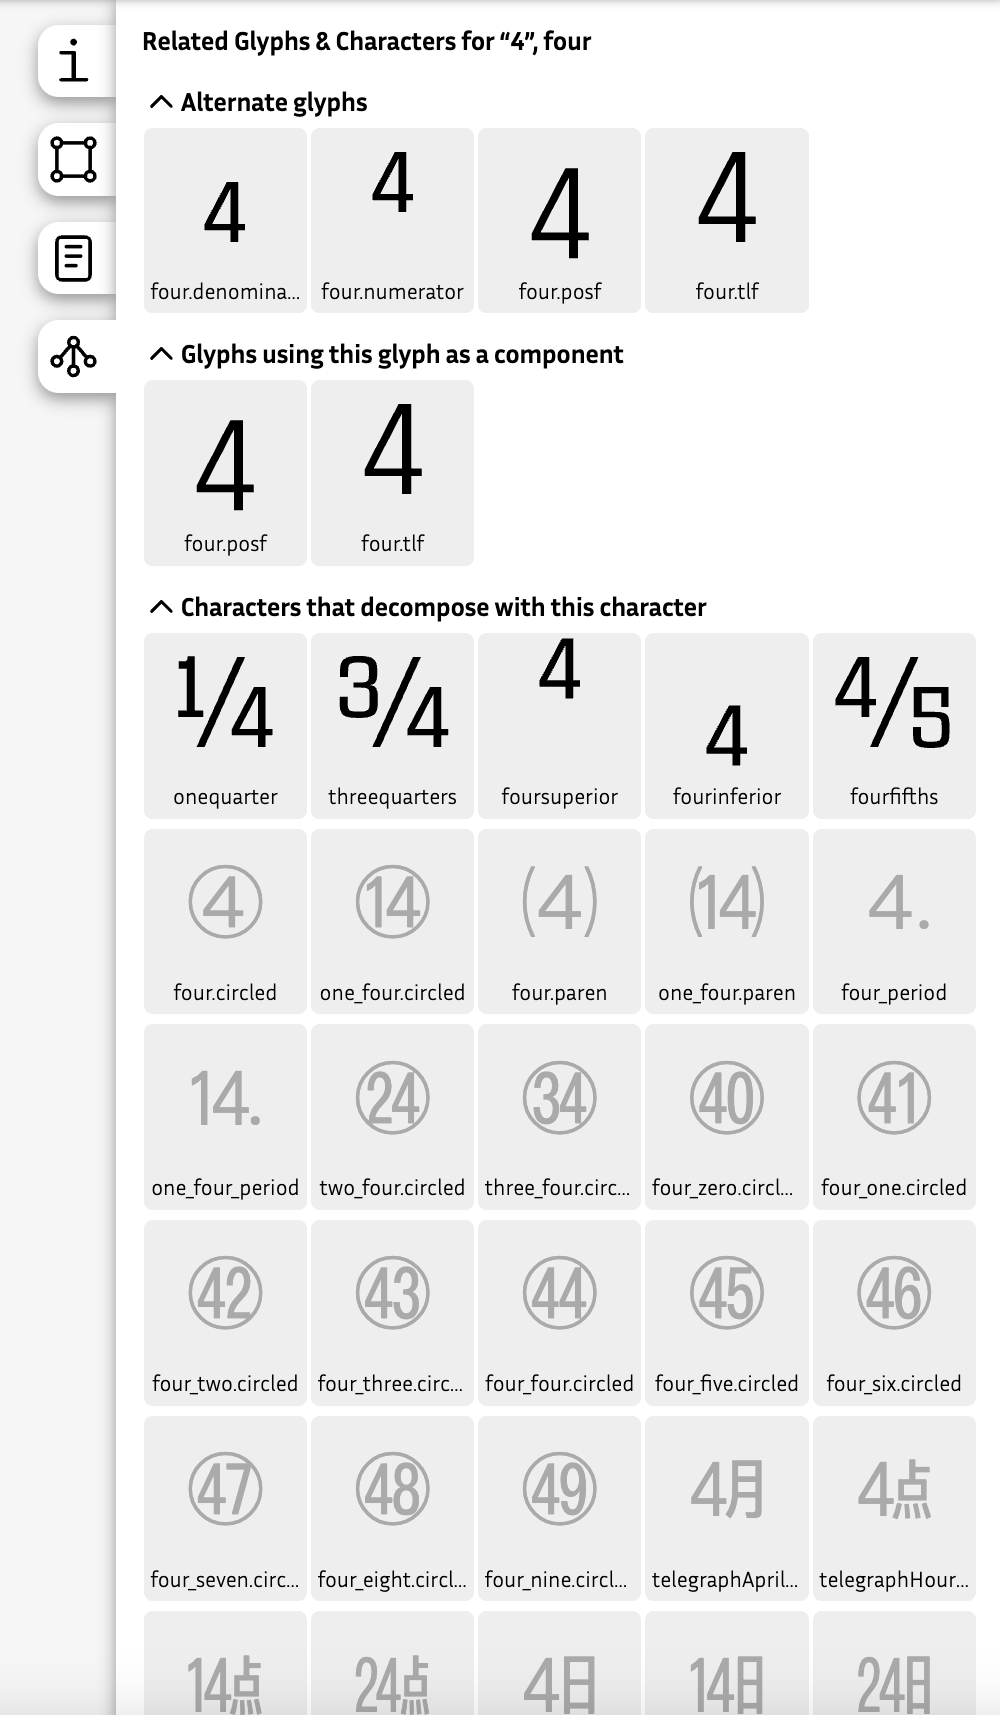 Related Glyphs & Characters for “4”, four
Alternate glyphs
4 4 4 4
four.denomina... four.numerator four.posf four.tlf
Glyphs using this glyph as a component
4 4
four.posf four.tlf
Characters that decompose with this character
¼ ¾ 4 4 ⅘
onequarter threequarters foursuperior fourinferior fourfifths
④ ⑭ (4) (14) 4.
four.circled one_four.circled four.paren one_four.paren four_period
14. ㉔ ㉞ ㊵ ㊶
one_four_period two_four.circled three_four.circ... four_zero.circl... four_one.circled
㊷ ㊸ ㊹ ㊺ ㊻
four_two.circled four_three.circ... four_four.circled four_five.circled four_six.circled
㊼ ㊽ ㊾ 4月 4点
four_seven.circ... four_eight.circl... four_nine.circl... telegraphApril... telegraphHour...
14点 24点 4日 14日 24日